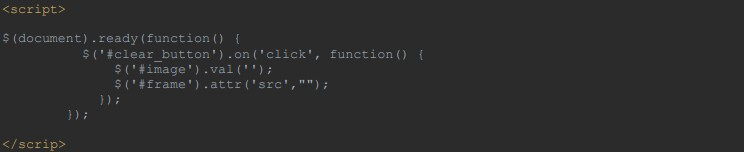 <script>
$(document).ready(function() {
$('#clear_button').on('click', function() {
$('#image').val('');
$('#frame').attr('src',"");
});
});
</scrip>